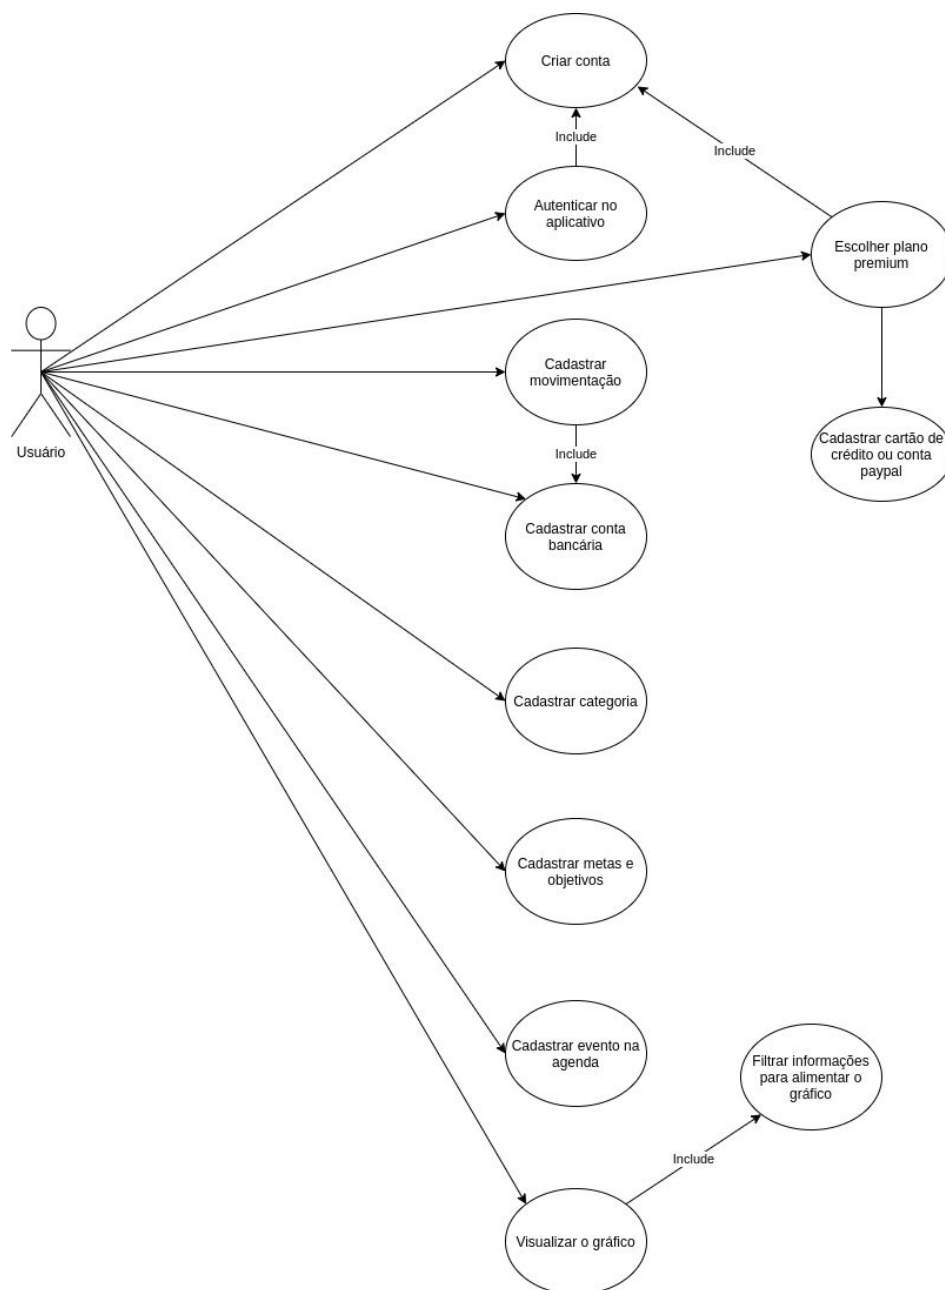 Criar conta
Include
Include
Autenticar no
aplicativo
Escolher plano
premium
Cadastrar
movimentação
Usuário
Include
Cadastrar cartão de
crédito ou conta
paypal
Cadastrar conta
bancária
Cadastrar categoria
Cadastrar metas e
objetivos
Cadastrar evento na
agenda
Filtrar informações
para alimentar o
gráfico
Include
Visualizar o gráfico